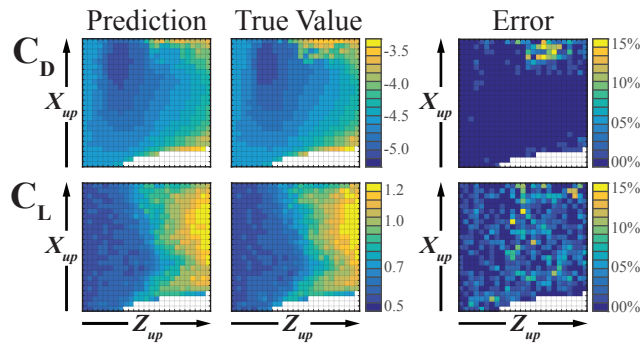 Prediction True Value Error
C_D X_up
-3.5
-4.0
-4.5
-5.0
X_up
15%
10%
05%
00%
C_L X_up
1.2
1.0
0.7
0.5
X_up
15%
10%
05%
00%
Z_up Z_up